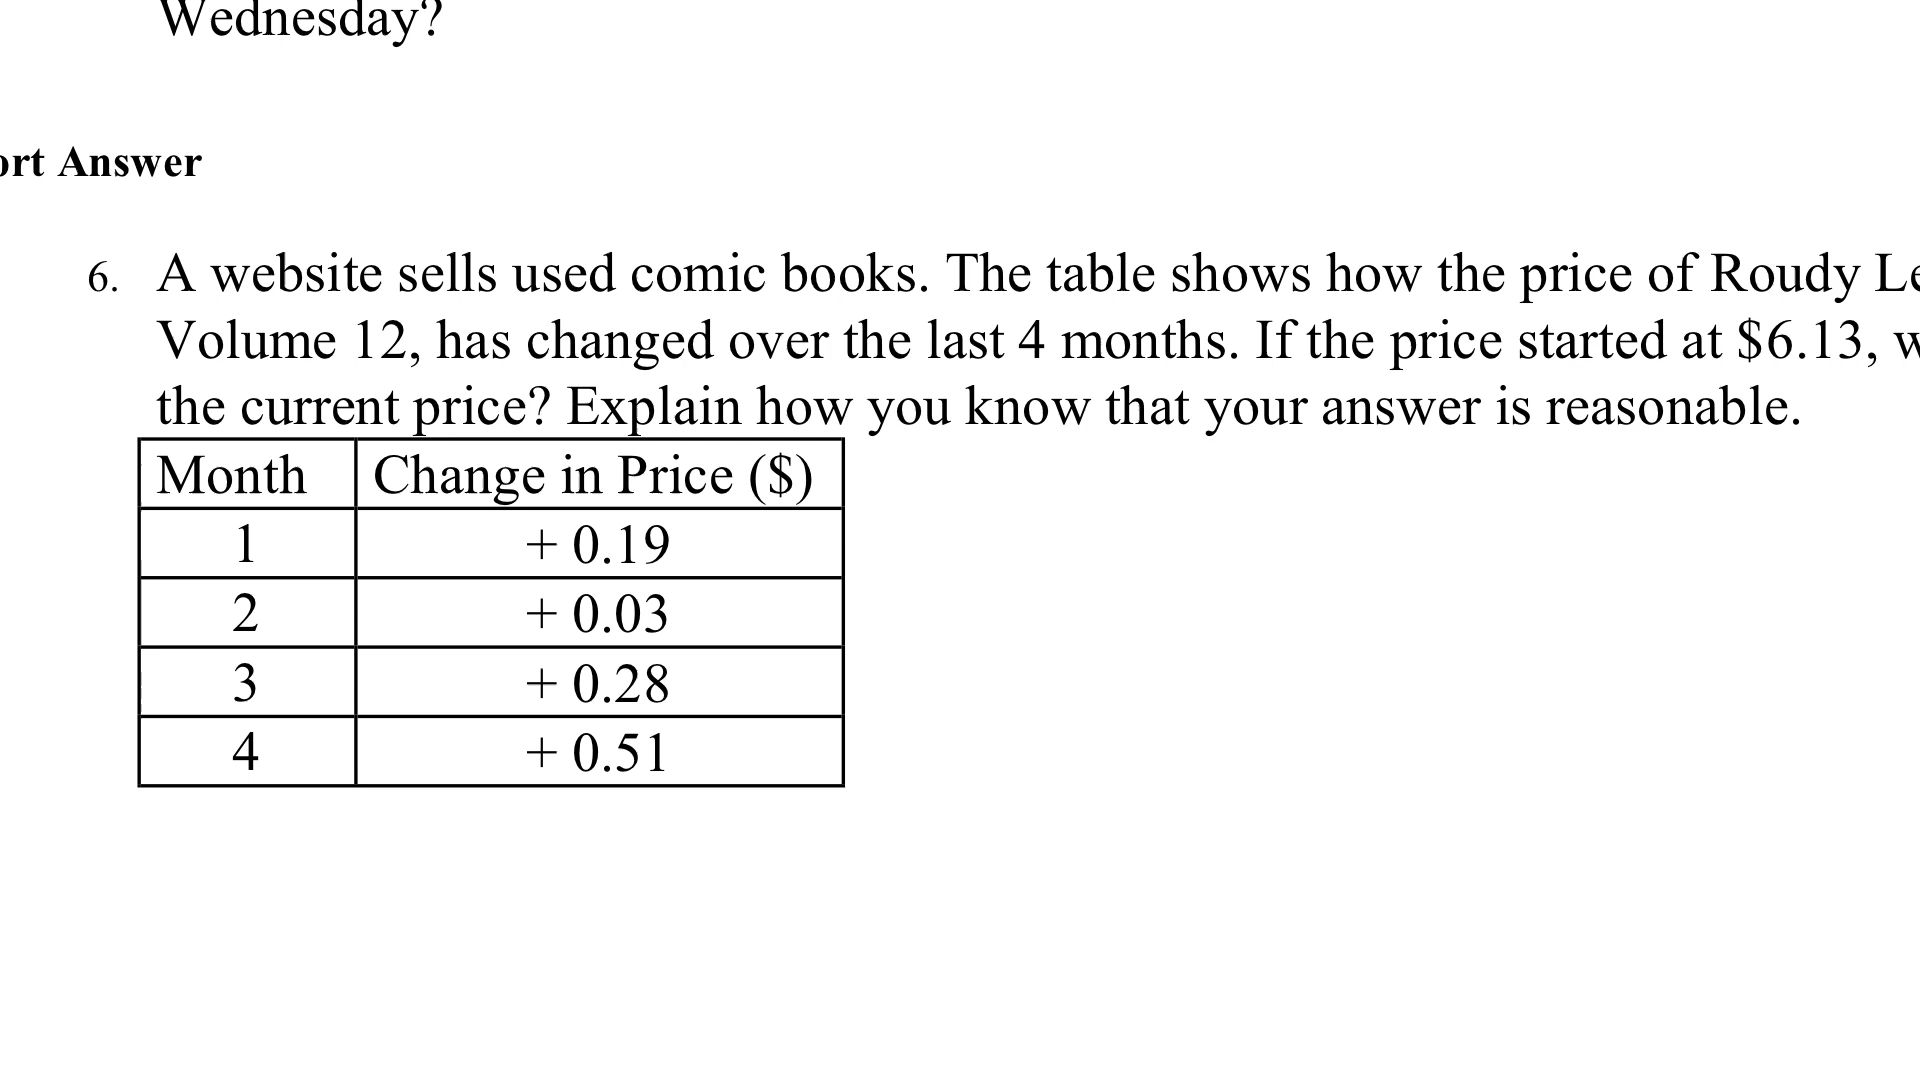 Wednesday?
ort Answer
6. A website sells used comic books. The table shows how the price of Roudy
Volume 12, has changed over the last 4 months. If the price started at $6.13,
the current price? Explain how you know that your answer is reasonable.
Month Change in Price ($)
1 + 0.19
2 + 0.03
3 + 0.28
4 + 0.51